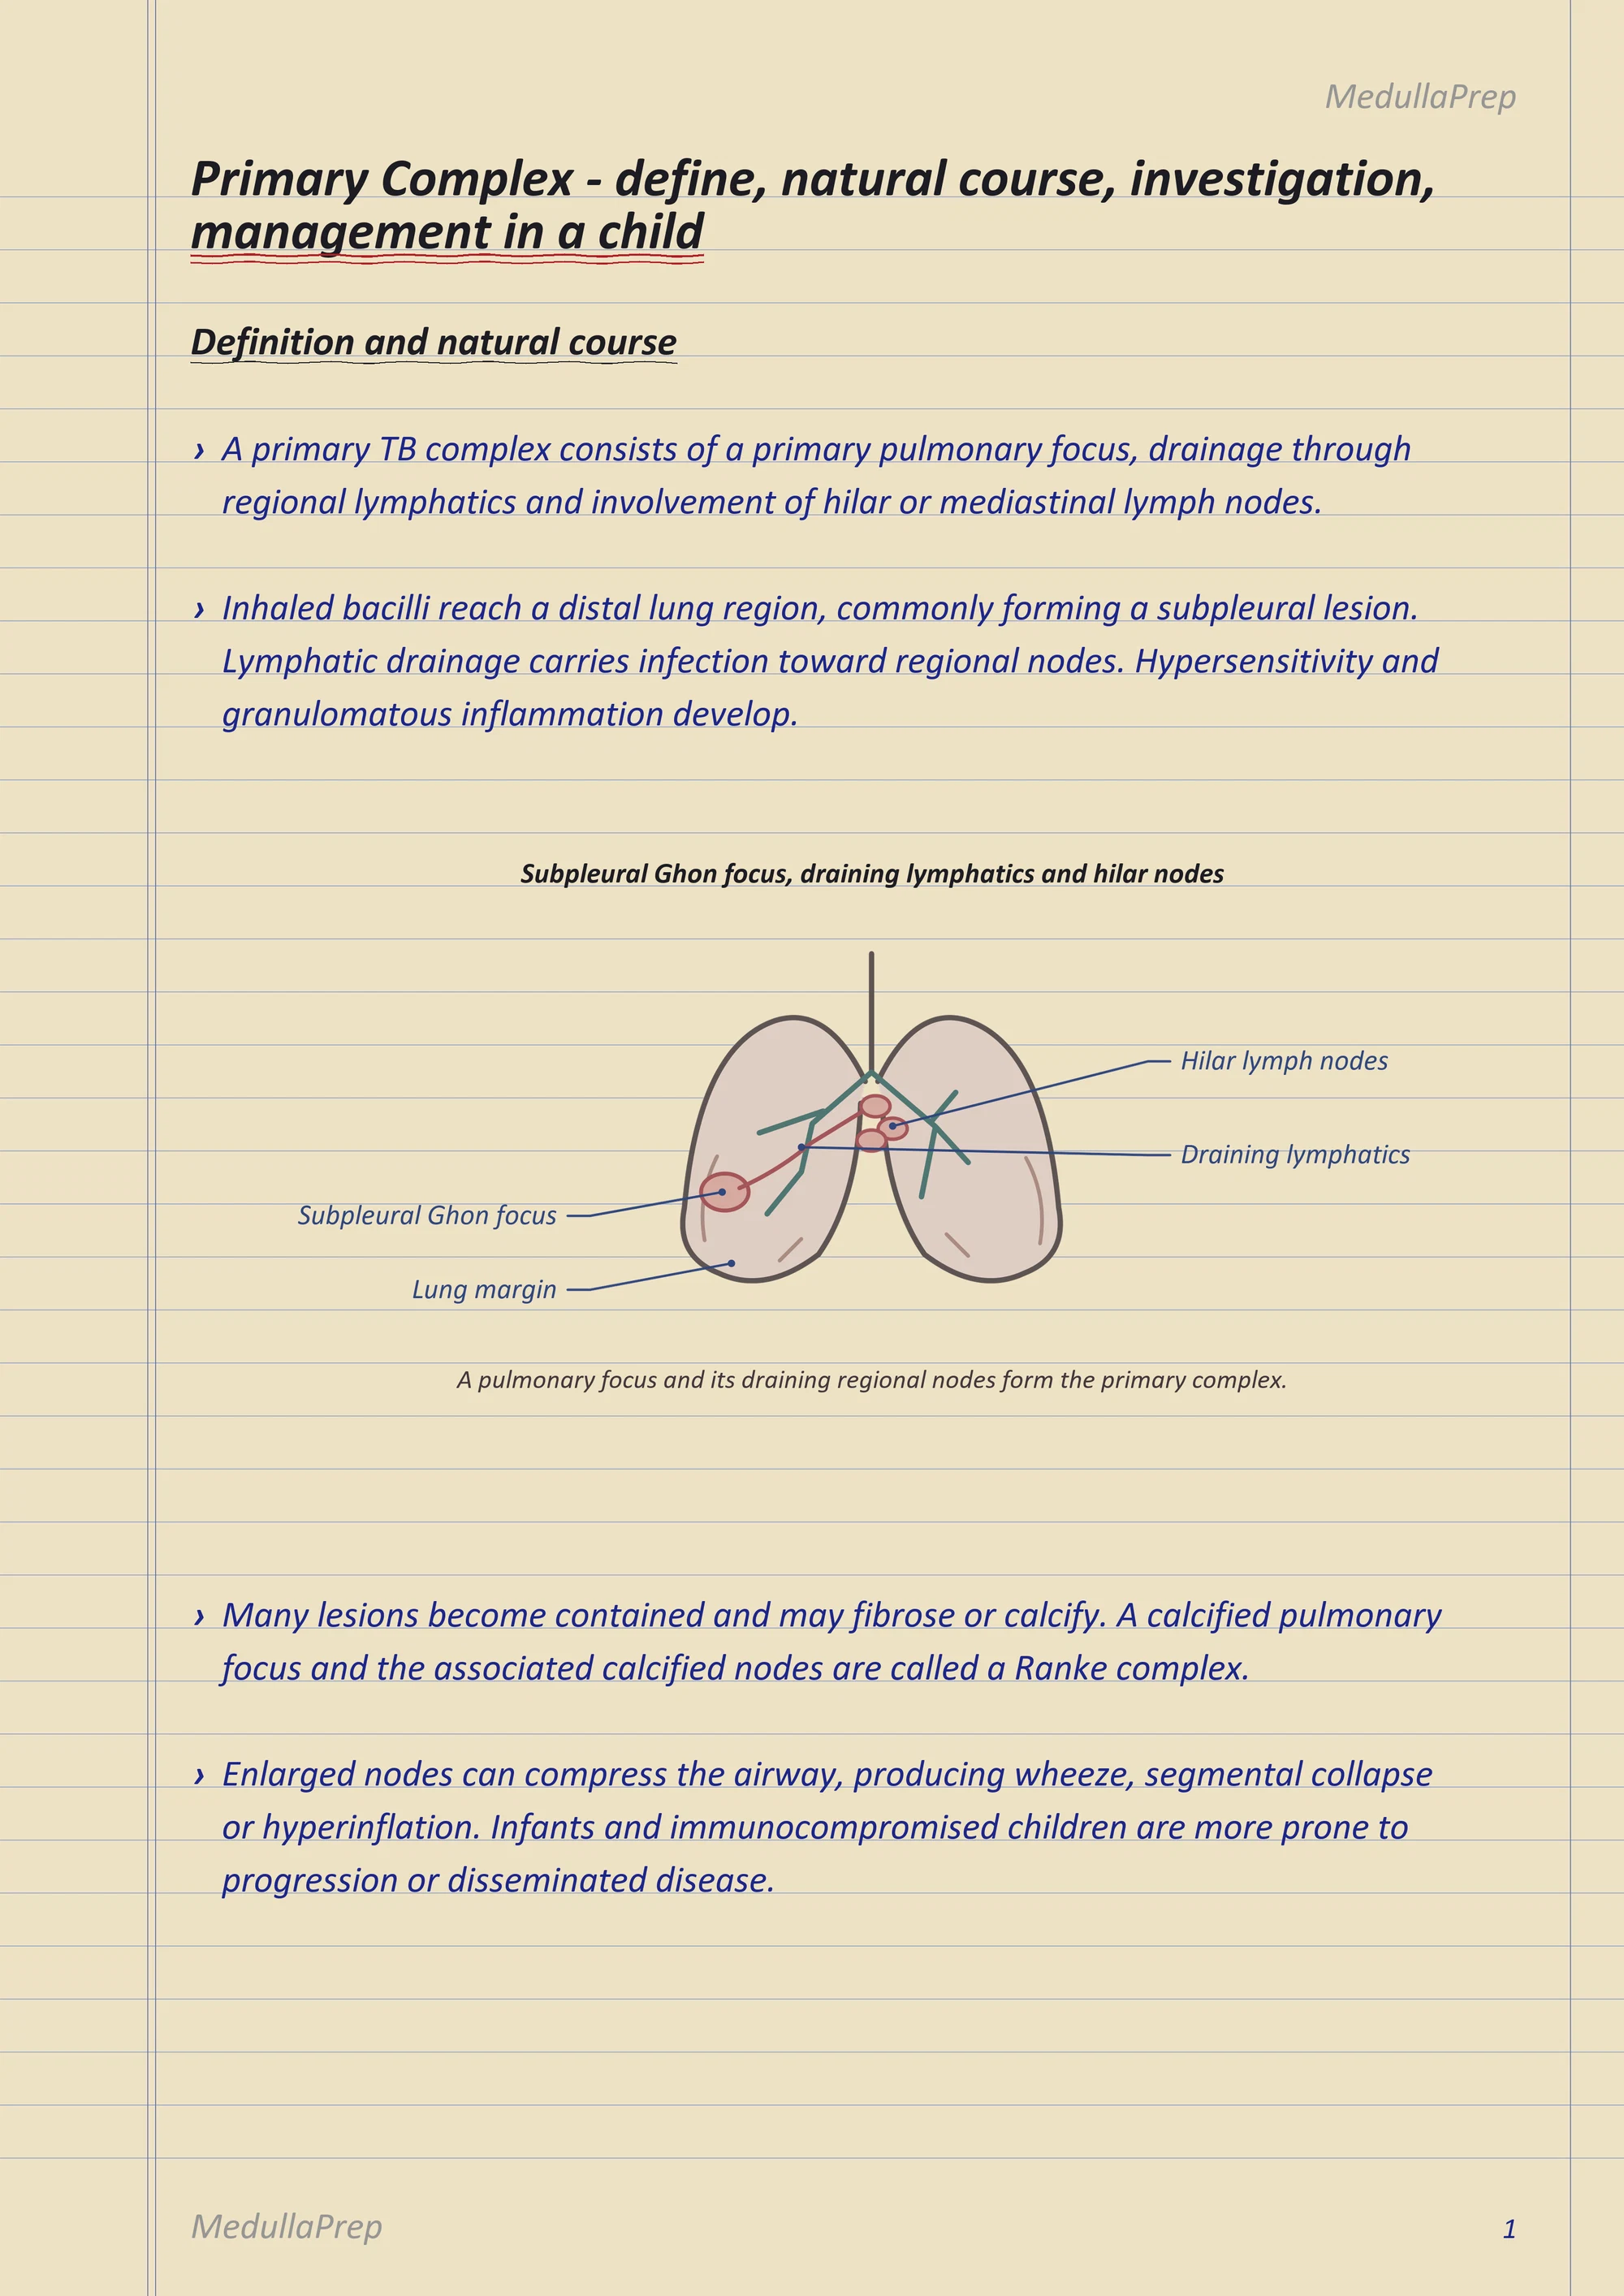 MedullaPrep
Primary Complex - define, natural course, investigation,
management in a child
Definition and natural course
› A primary TB complex consists of a primary pulmonary focus, drainage through
regional lymphatics and involvement of hilar or mediastinal lymph nodes.
› Inhaled bacilli reach a distal lung region, commonly forming a subpleural lesion.
Lymphatic drainage carries infection toward regional nodes. Hypersensitivity and
granulomatous inflammation develop.
Subpleural Ghon focus, draining lymphatics and hilar nodes
Hilar lymph nodes
Draining lymphatics
Subpleural Ghon focus
Lung margin
A pulmonary focus and its draining regional nodes form the primary complex.
› Many lesions become contained and may fibrose or calcify. A calcified pulmonary
focus and the associated calcified nodes are called a Ranke complex.
› Enlarged nodes can compress the airway, producing wheeze, segmental collapse
or hyperinflation. Infants and immunocompromised children are more prone to
progression or disseminated disease.
MedullaPrep
1